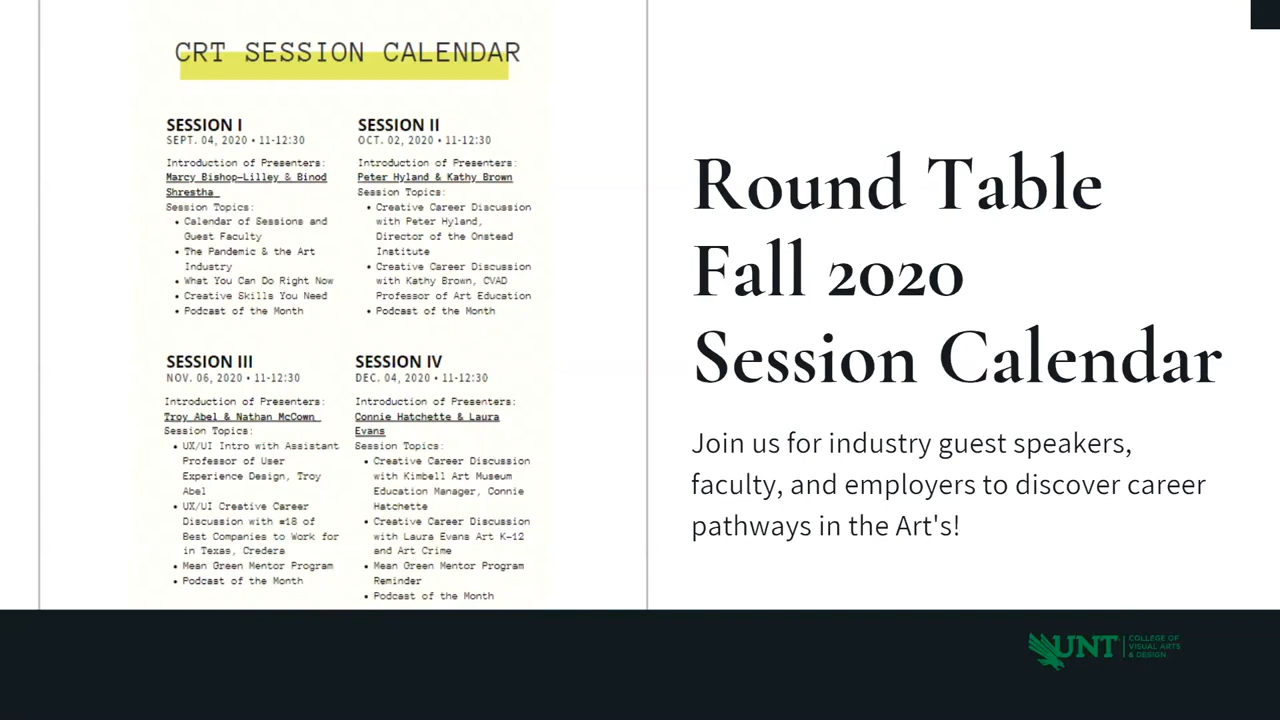 CRT SESSION CALENDAR
SESSION I
SEPT. 04, 2020 • 11-12:30
Introduction of Presenters:
Marcy Bishop-Lilley & Binod
Shrestha
Session Topics:
• Calendar of Sessions and
Guest Faculty
• The Pandemic & the Art
Industry
• What You Can Do Right Now
• Creative Skills You Need
• Podcast of the Month
SESSION II
OCT. 02, 2020 • 11-12:30
Introduction of Presenters:
Peter Hyland & Kathy Brown
Session Topics:
• Creative Career Discussion
with Peter Hyland,
Director of the Onstead
Institute
• Creative Career Discussion
with Kathy Brown, CVAD
Professor of Art Education
• Podcast of the Month
SESSION III
NOV. 06, 2020 • 11-12:30
Introduction of Presenters:
Troy Abel & Nathan McCown
Session Topics:
• UX/UI Intro with Assistant
Professor of User
Experience Design, Troy
Abel
• UX/UI Creative Career
Discussion with #18 of
Best Companies to Work for
in Texas, Credera
• Mean Green Mentor Program
• Podcast of the Month
SESSION IV
DEC. 04, 2020 • 11-12:30
Introduction of Presenters:
Connie Hatchette & Laura
Evans
Session Topics:
• Creative Career Discussion
with Kimbell Art Museum
Education Manager, Connie
Hatchette
• Creative Career Discussion
with Laura Evans Art K-12
and Art Crime
• Mean Green Mentor Program
Reminder
• Podcast of the Month
Round Table
Fall 2020
Session Calendar
Join us for industry guest speakers,
faculty, and employers to discover career
pathways in the Art's!
UNT
COLLEGE OF
VISUAL ARTS
& DESIGN